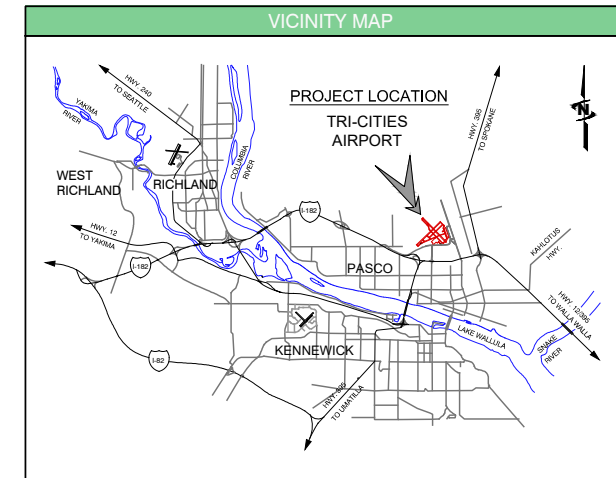 VICINITY MAP
HWY. 240
TO SEATTLE
YAKIMA
RIVER
PROJECT LOCATION
TRI-CITIES
AIRPORT
HWY. 395
TO SPOKANE
N
COLUMBIA
RIVER
WEST
RICHLAND
RICHLAND
I-182
HWY. 12
TO YAKIMA
I-182
PASCO
KAHLOTUS
HWY.
HWY. 12/395
TO WALLA WALLA
I-82
KENNEWICK
LAKE WALLULA
SNAKE
RIVER
HWY. 395
TO UMATILLA